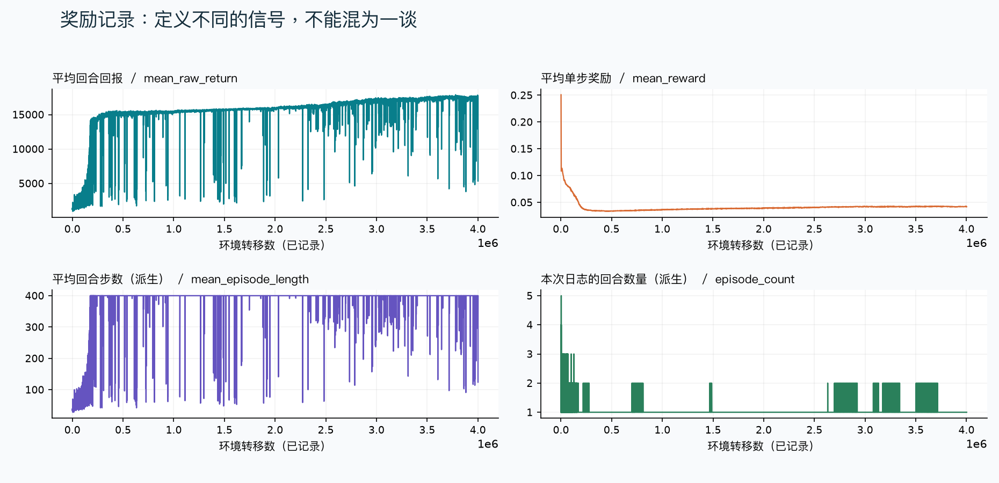 奖励记录：定义不同的信号，不能混为一谈
平均回合回报 / mean_raw_return
15000
10000
5000
0.0 0.5 1.0 1.5 2.0 2.5 3.0 3.5 4.0
1e6
环境转移数（已记录）
平均单步奖励 / mean_reward
0.25
0.20
0.15
0.10
0.05
0.0 0.5 1.0 1.5 2.0 2.5 3.0 3.5 4.0
1e6
环境转移数（已记录）
平均回合步数（派生） / mean_episode_length
400
300
200
100
0.0 0.5 1.0 1.5 2.0 2.5 3.0 3.5 4.0
1e6
环境转移数（已记录）
本次日志的回合数量（派生） / episode_count
5
4
3
2
1
0.0 0.5 1.0 1.5 2.0 2.5 3.0 3.5 4.0
1e6
环境转移数（已记录）